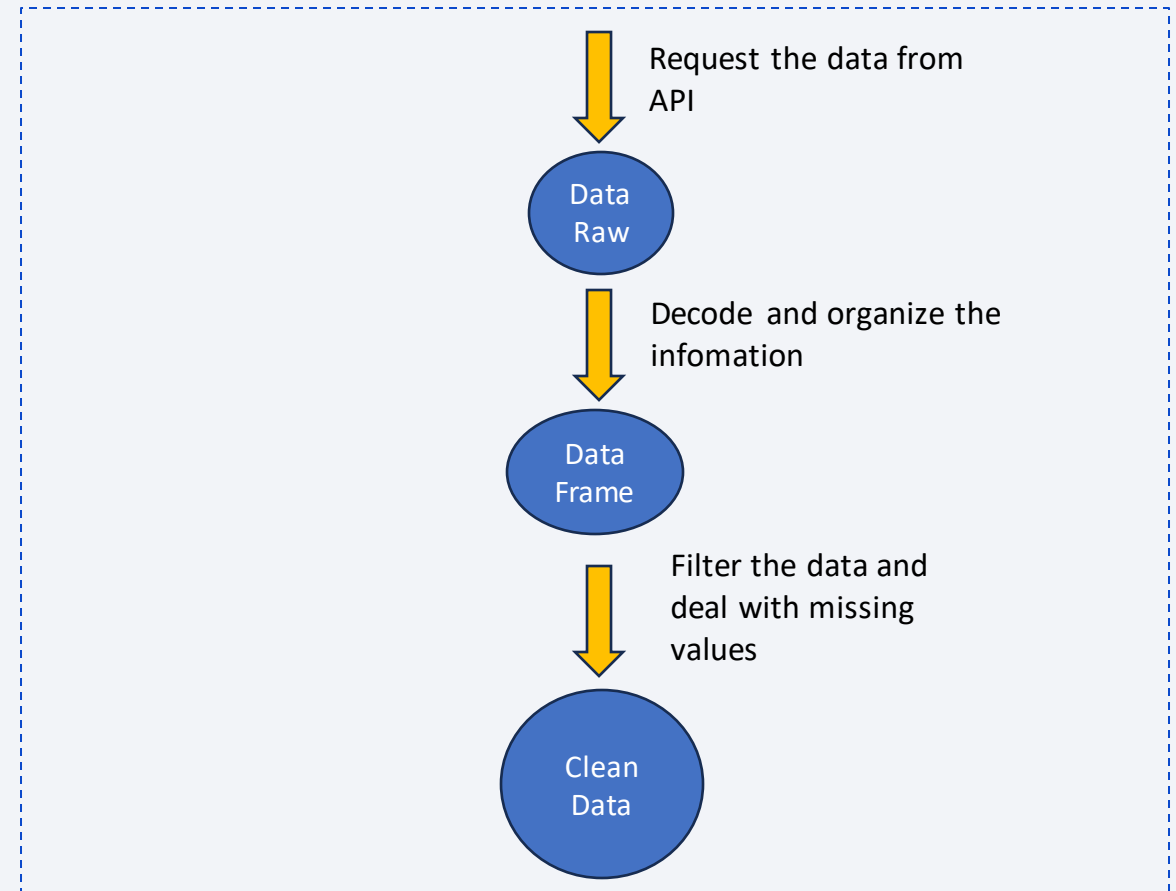 Request the data from
API
Data
Raw
Decode and organize the
infomation
Data
Frame
Filter the data and
deal with missing
values
Clean
Data